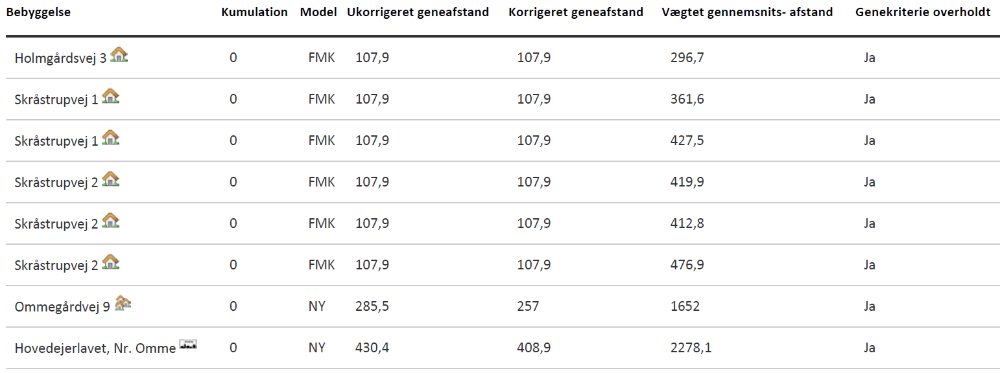 Bebyggelse Kumulation Model Ukorrigeret geneafstand Korrigeret geneafstand Vægtet gennemsnits- afstand Genekriterie overholdt
Holmgårdsvej 3 0 FMK 107,9 107,9 296,7 Ja
Skråstrupvej 1 0 FMK 107,9 107,9 361,6 Ja
Skråstrupvej 1 0 FMK 107,9 107,9 427,5 Ja
Skråstrupvej 2 0 FMK 107,9 107,9 419,9 Ja
Skråstrupvej 2 0 FMK 107,9 107,9 412,8 Ja
Skråstrupvej 2 0 FMK 107,9 107,9 476,9 Ja
Ommegårdvej 9 0 NY 285,5 257 1652 Ja
Hovedejerlavet, Nr. Omme 0 NY 430,4 408,9 2278,1 Ja